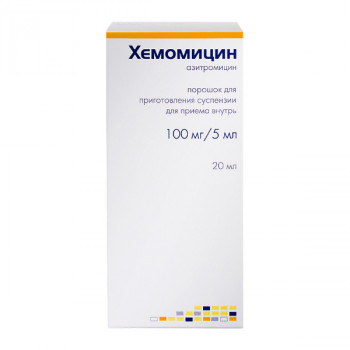 Хемомицин
азитромицин
порошок для
приготовления суспензии
для приема внутрь
100 мг/5 мл
20 мл